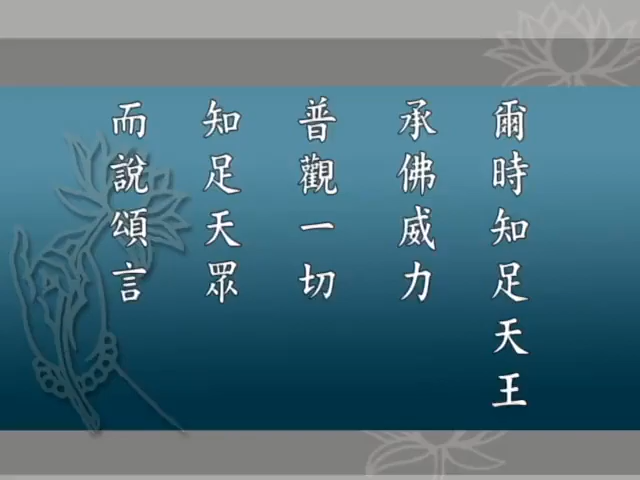 爾時知足天王
承佛威力
普觀一切
知足天眾
而說頌言